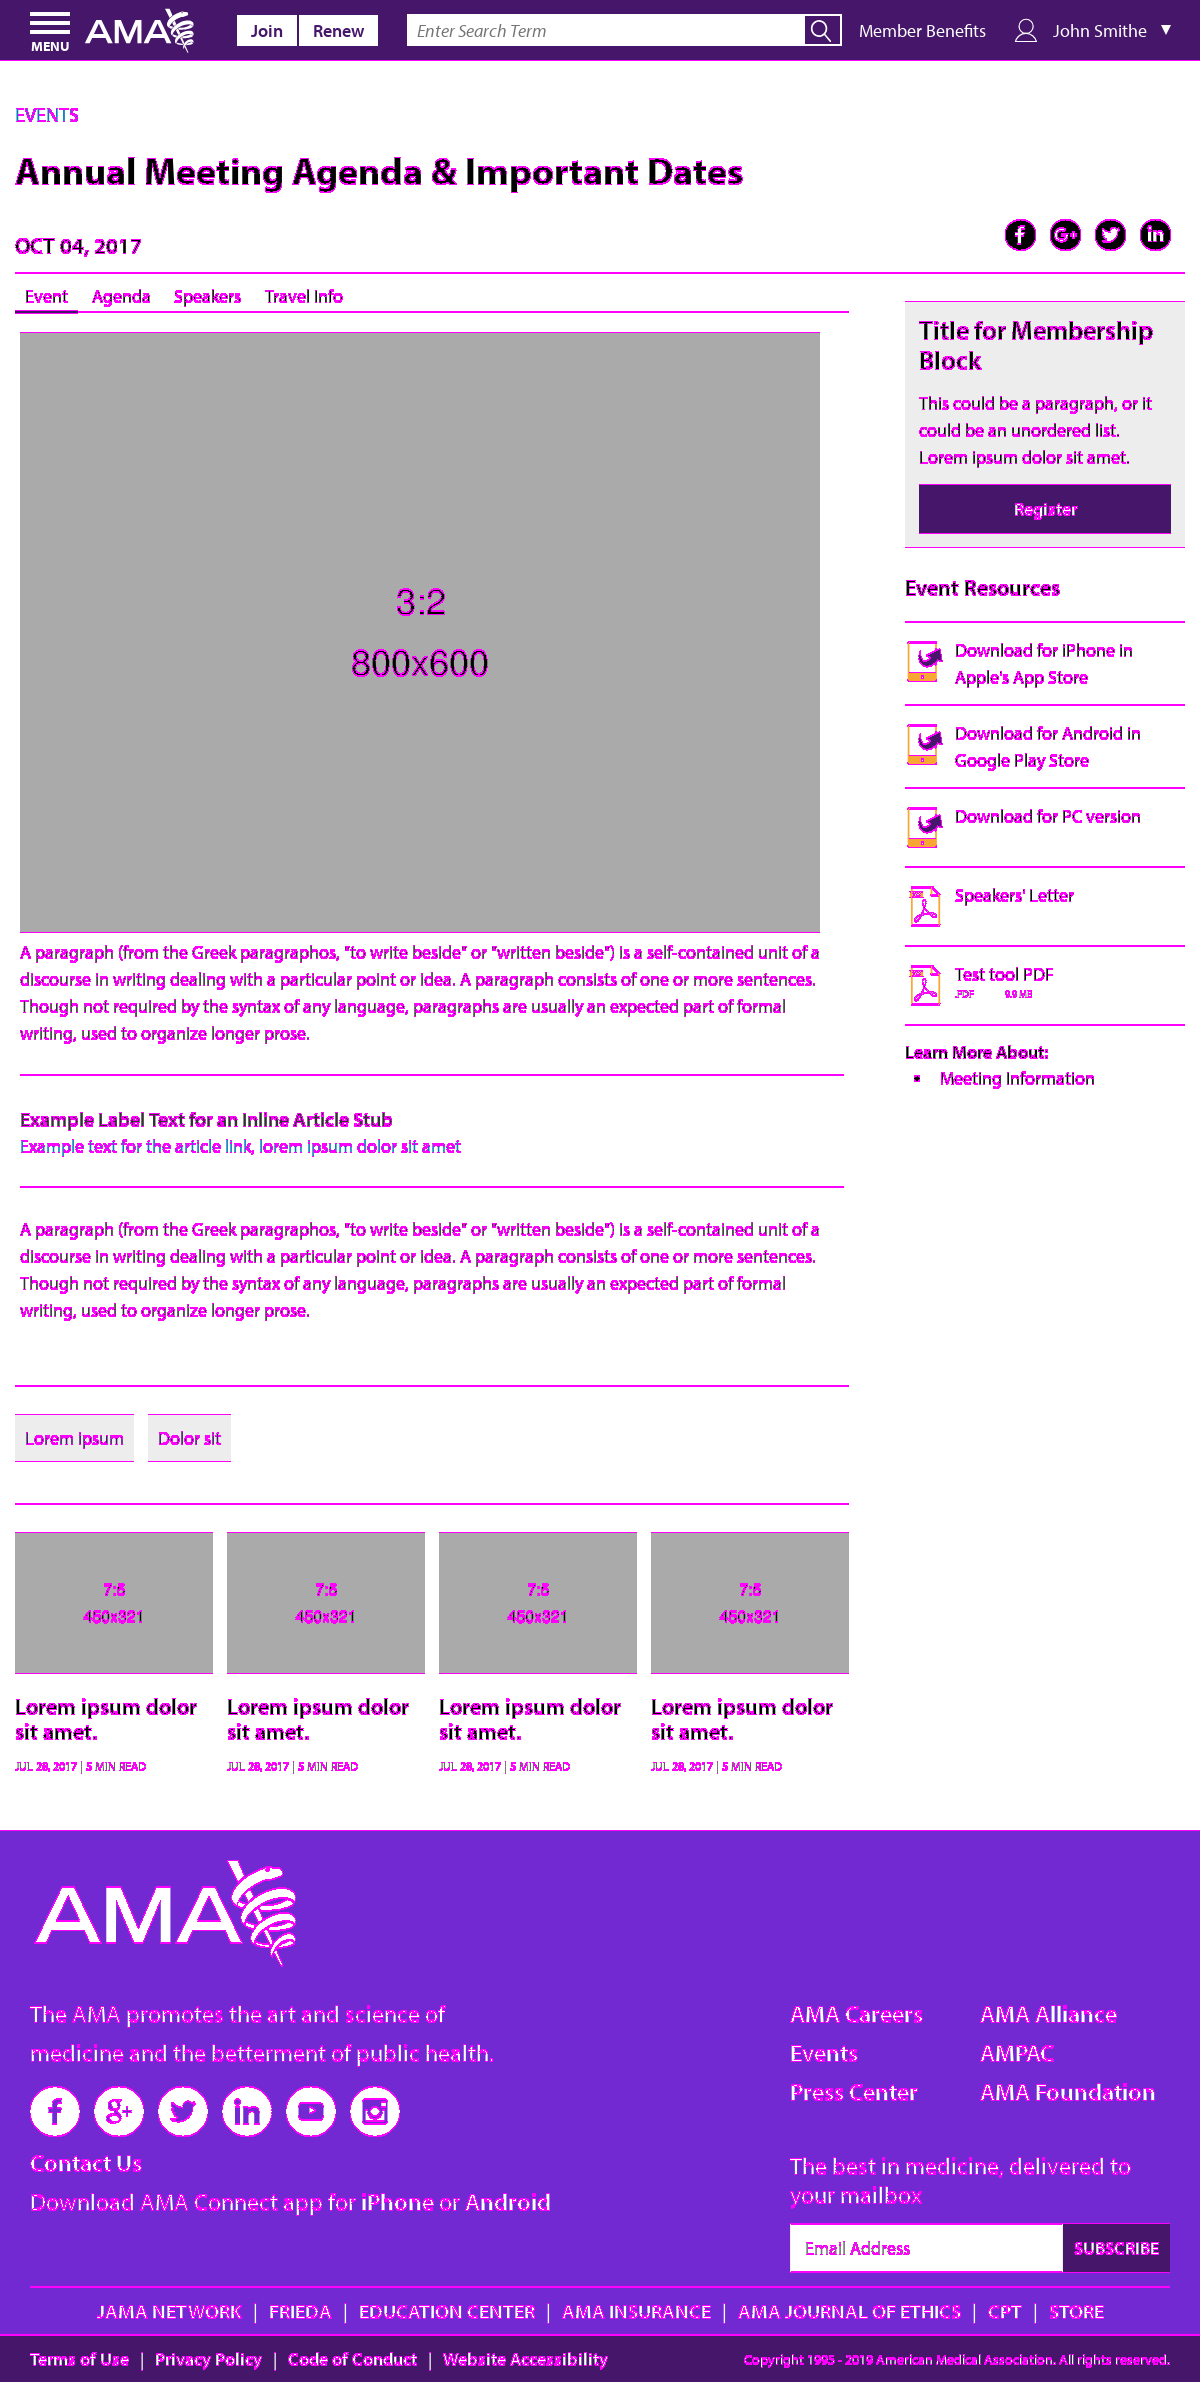 MENU
AMA
Join
Renew
Enter Search Term
Member Benefits
John Smithe
EVENTS
Annual Meeting Agenda & Important Dates
OCT 04, 2017
Event
Agenda
Speakers
Travel Info
3:2
800x600
A paragraph (from the Greek paragraphos, "to write beside" or "written beside") is a self-contained unit of a
discourse in writing dealing with a particular point or idea. A paragraph consists of one or more sentences.
Though not required by the syntax of any language, paragraphs are usually an expected part of formal
writing, used to organize longer prose.
Example Label Text for an Inline Article Stub
Example text for the article link, lorem ipsum dolor sit amet
A paragraph (from the Greek paragraphos, "to write beside" or "written beside") is a self-contained unit of a
discourse in writing dealing with a particular point or idea. A paragraph consists of one or more sentences.
Though not required by the syntax of any language, paragraphs are usually an expected part of formal
writing, used to organize longer prose.
Lorem ipsum
Dolor sit
Title for Membership
Block
This could be a paragraph, or it
could be an unordered list.
Lorem ipsum dolor sit amet.
Register
Event Resources
Download for iPhone in
Apple's App Store
Download for Android in
Google Play Store
Download for PC version
Speakers' Letter
Test tool PDF
.PDF
Learn More About:
Meeting Information
7:5
450x321
Lorem ipsum dolor
sit amet.
JUL 28, 2017 | 5 MIN READ
7:5
450x321
Lorem ipsum dolor
sit amet.
JUL 28, 2017 | 5 MIN READ
7:5
450x321
Lorem ipsum dolor
sit amet.
JUL 28, 2017 | 5 MIN READ
7:5
450x321
Lorem ipsum dolor
sit amet.
JUL 28, 2017 | 5 MIN READ
AMA
The AMA promotes the art and science of
medicine and the betterment of public health.
Contact Us
Download AMA Connect app for iPhone or Android
AMA Careers
Events
Press Center
AMA Alliance
AMPAC
AMA Foundation
The best in medicine, delivered to
your mailbox
Email Address
SUBSCRIBE
JAMA NETWORK | FRIEDA | EDUCATION CENTER | AMA INSURANCE | AMA JOURNAL OF ETHICS | CPT | STORE
Terms of Use | Privacy Policy | Code of Conduct | Website Accessibility
Copyright 1995 - 2019 American Medical Association. All rights reserved.